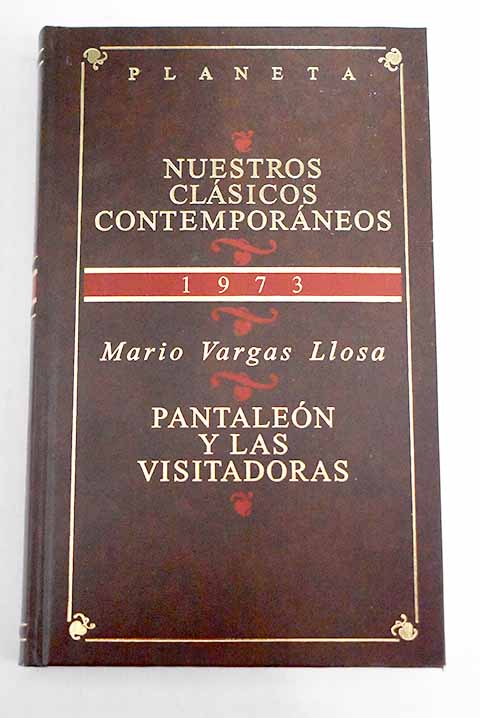 PLANETA
NUESTROS
CLÁSICOS
CONTEMPORÁNEOS
1973
Mario Vargas Llosa
PANTALEÓN
Y LAS
VISITADORAS